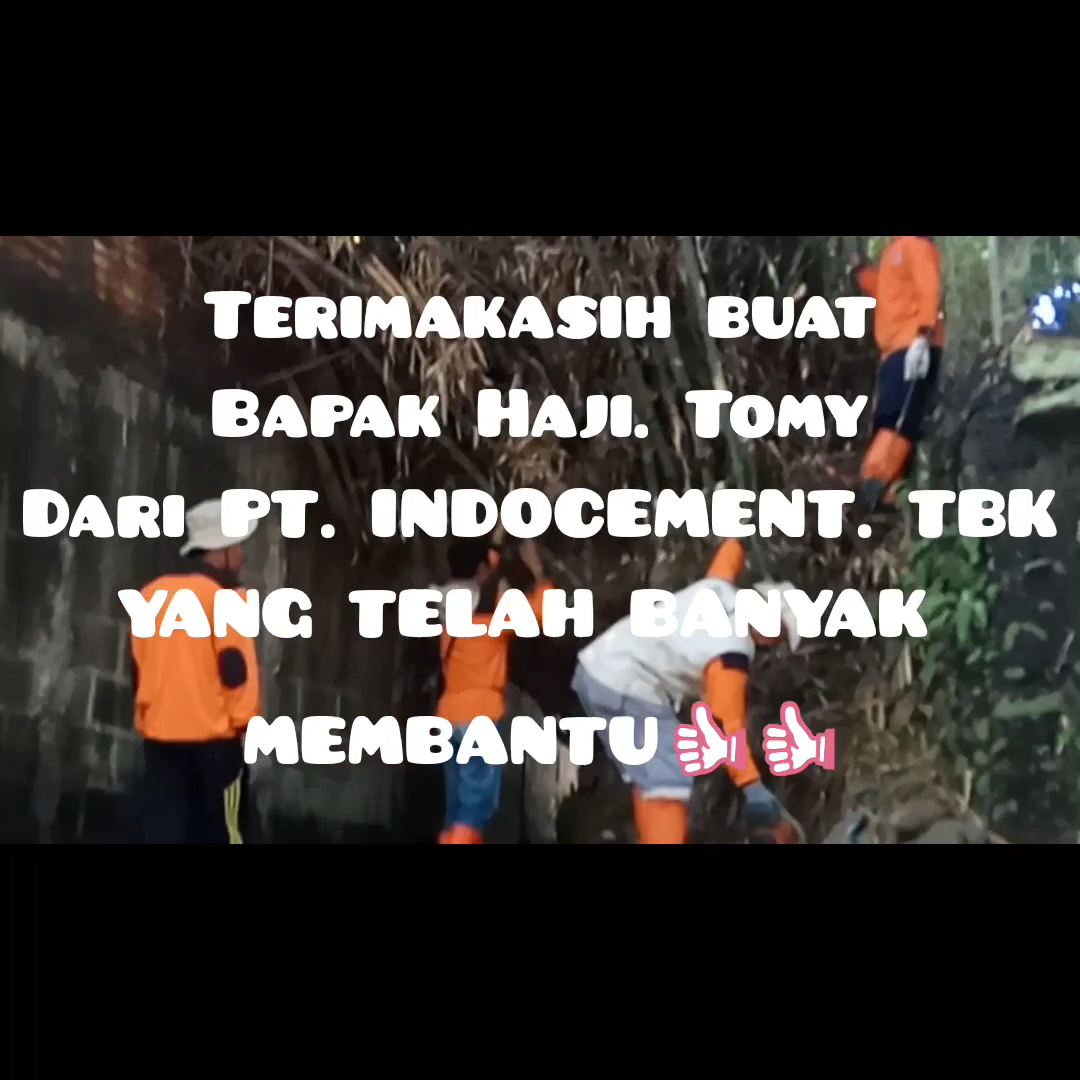 Terimakasih buat
Bapak Haji. Tomy
dari PT. INDOCEMENT. TBK
YANG TELAH BANYAK
MEMBANTU👍👍